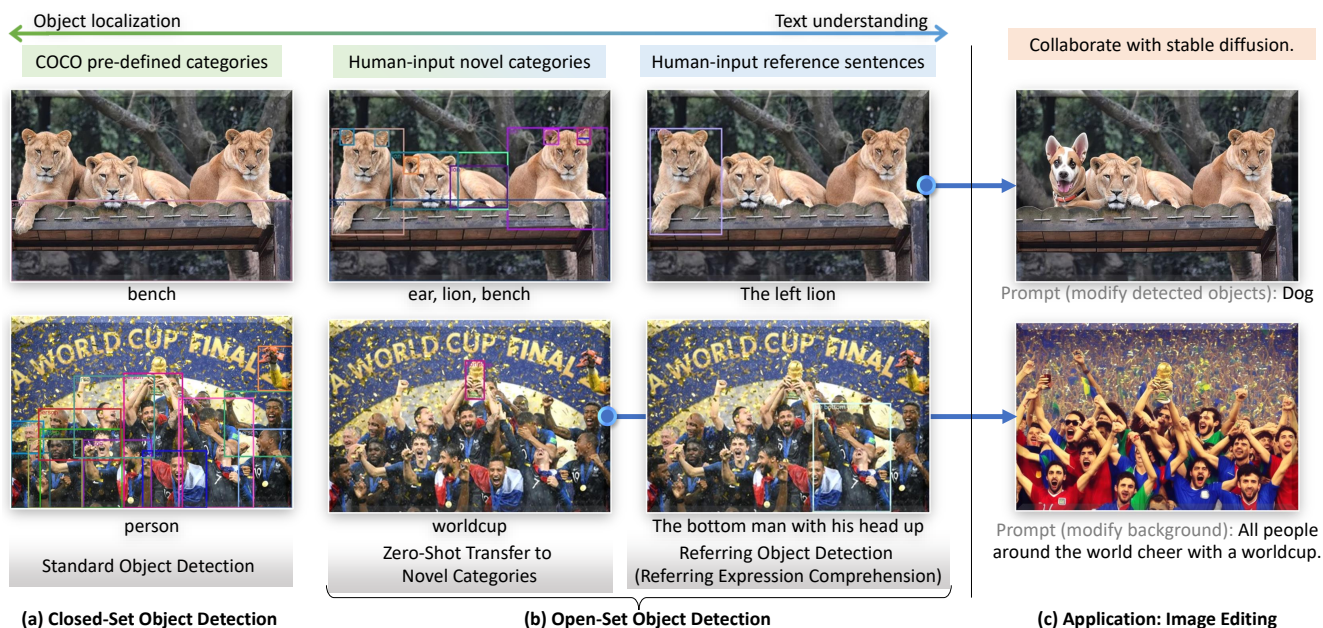 Object localization
Text understanding
COCO pre-defined categories
Human-input novel categories
Human-input reference sentences
Collaborate with stable diffusion.
bench
ear, lion, bench
The left lion
Prompt (modify detected objects): Dog
A WORLD CUP FINAL
A WORLD CUP FINAL
A WORLD CUP FINAL
person
worldcup
The bottom man with his head up
Prompt (modify background): All people
around the world cheer with a worldcup.
Standard Object Detection
Zero-Shot Transfer to
Novel Categories
Referring Object Detection
(Referring Expression Comprehension)
(a) Closed-Set Object Detection
(b) Open-Set Object Detection
(c) Application: Image Editing